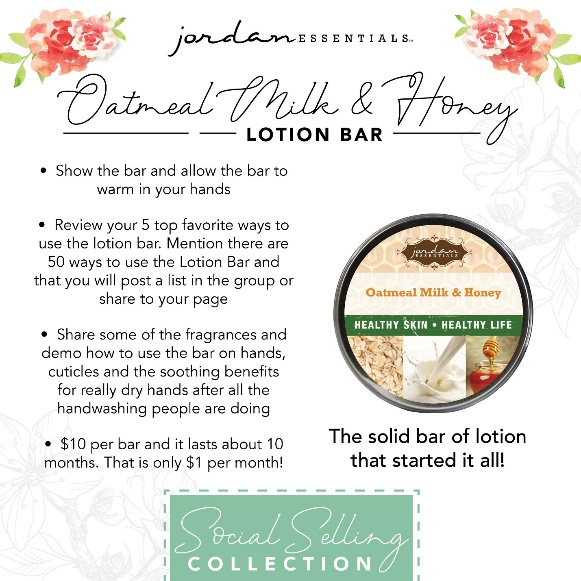 jordan ESSENTIALS
Oatmeal Milk & Honey
LOTION BAR
• Show the bar and allow the bar to
warm in your hands
• Review your 5 top favorite ways to
use the lotion bar. Mention there are
50 ways to use the Lotion Bar and
that you will post a list in the group or
share to your page
• Share some of the fragrances and
demo how to use the bar on hands,
cuticles and the soothing benefits
for really dry hands after all the
handwashing people are doing
• $10 per bar and it lasts about 10
months. That is only $1 per month!
jordan
ESSENTIALS
Oatmeal Milk & Honey
HEALTHY SKIN • HEALTHY LIFE
The solid bar of lotion
that started it all!
Social Selling
COLLECTION